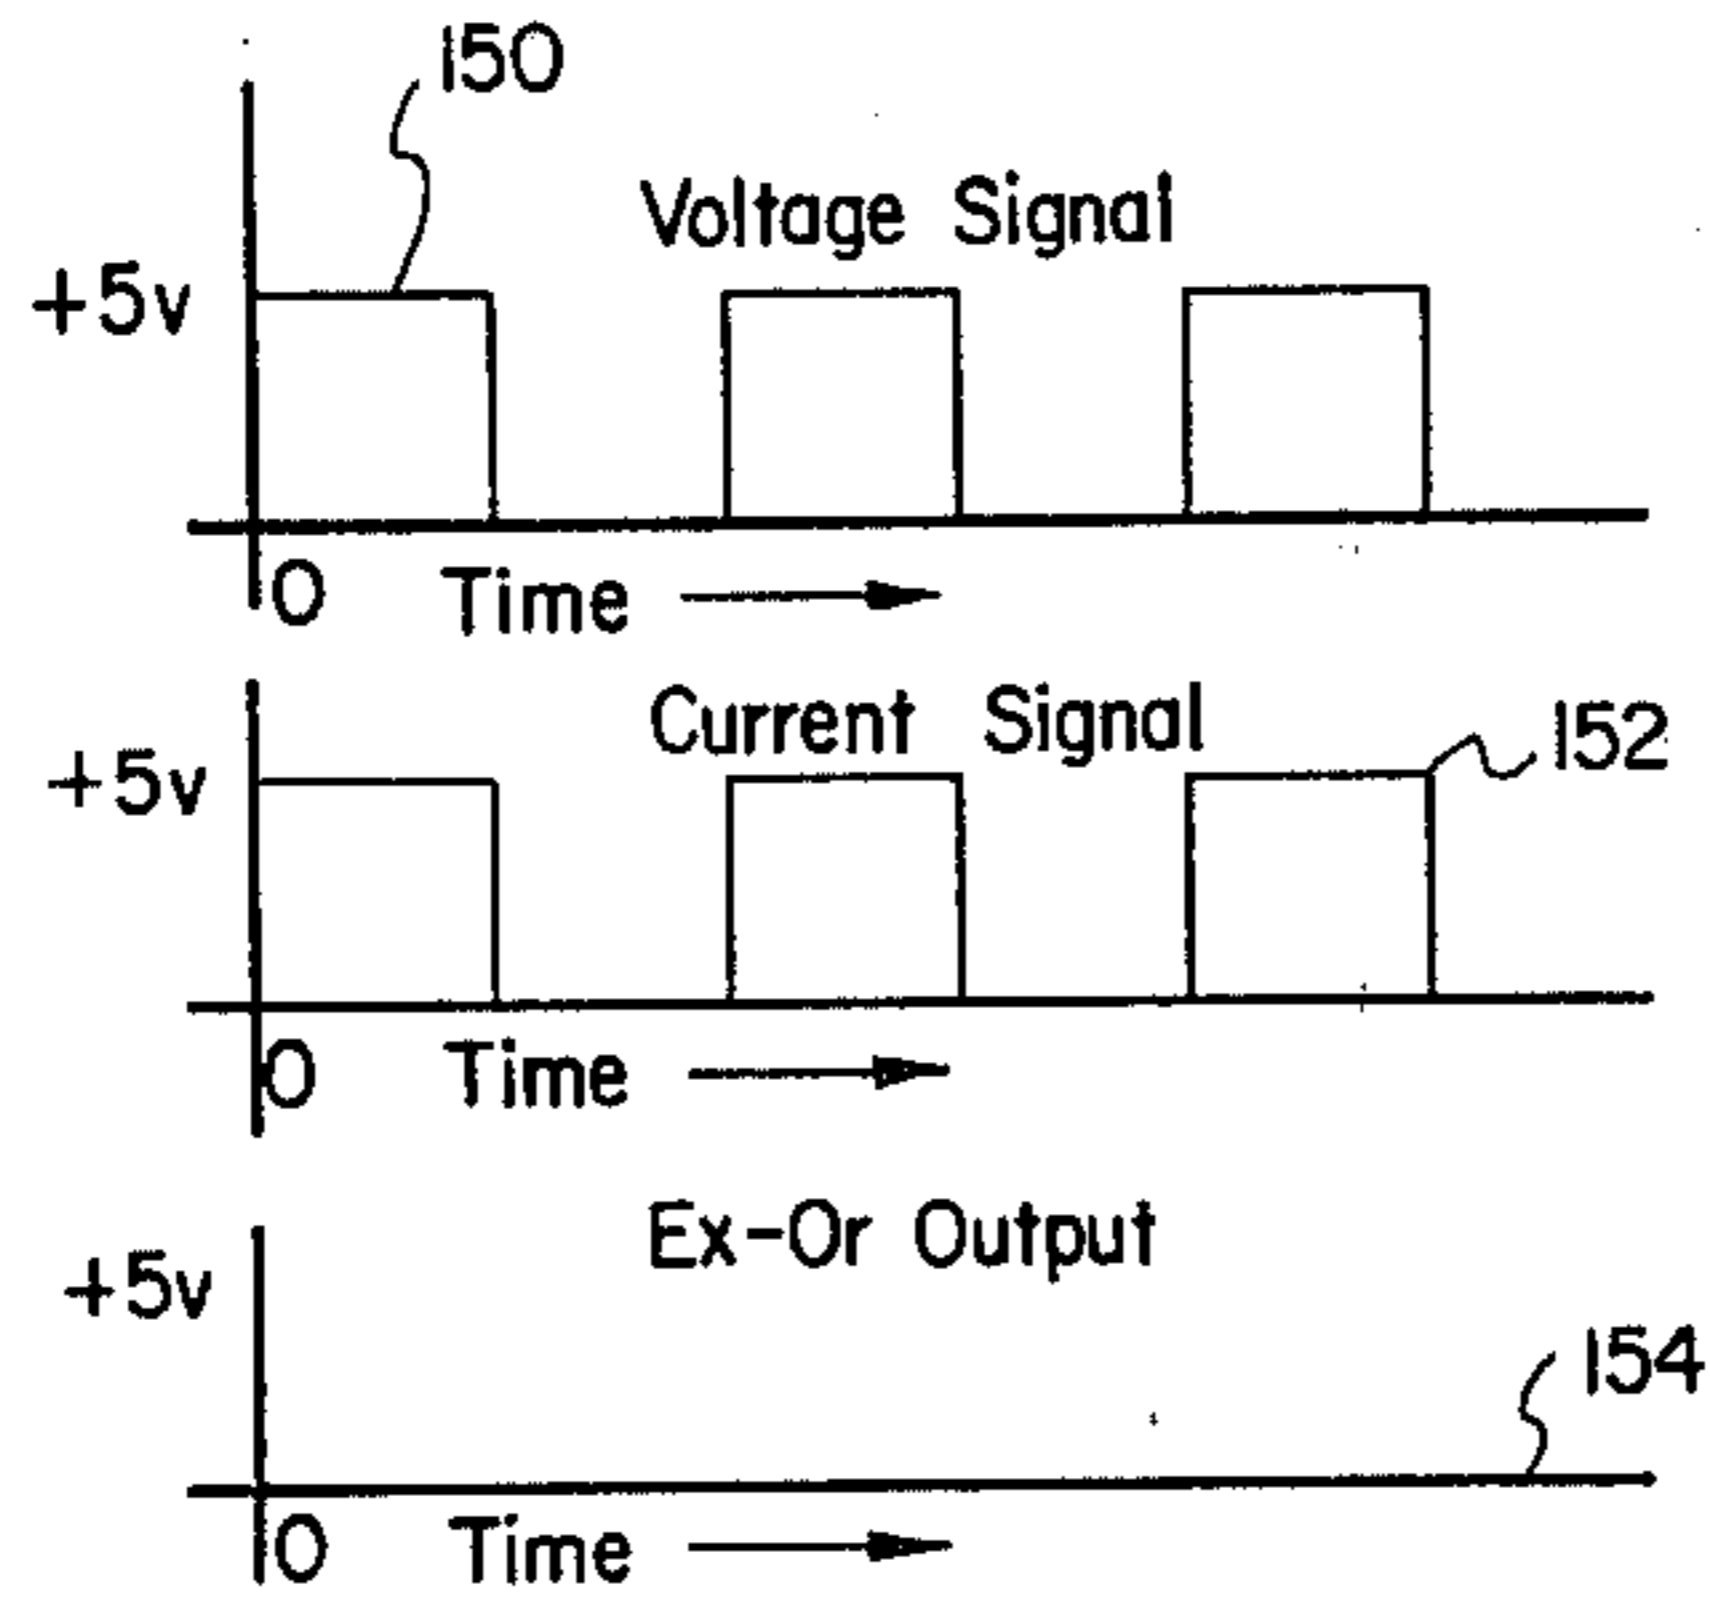 150
Voltage Signal
+5v
0 Time
Current Signal
152
+5v
0 Time
Ex-Or Output
+5v
154
0 Time